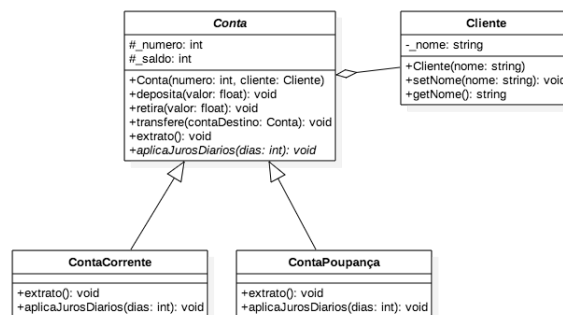 Conta
#_numero: int
#_saldo: int
+Conta(numero: int, cliente: Cliente)
+deposita(valor: float): void
+retira(valor: float): void
+transfere(contaDestino: Conta): void
+extrato(): void
+aplicaJurosDiarios(dias: int): void
Cliente
-_nome: string
+Cliente(nome: string)
+setNome(nome: string): void
+getNome(): string
ContaCorrente
+extrato(): void
+aplicaJurosDiarios(dias: int): void
ContaPoupança
+extrato(): void
+aplicaJurosDiarios(dias: int): void